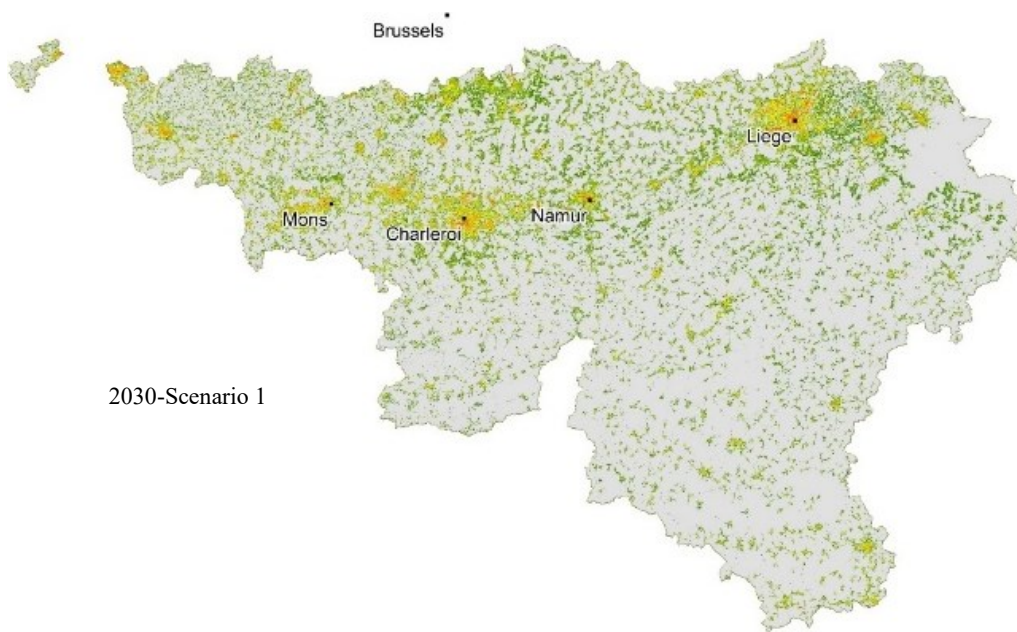 Brussels
Liege
Mons
Namur
Charleroi
2030-Scenario 1